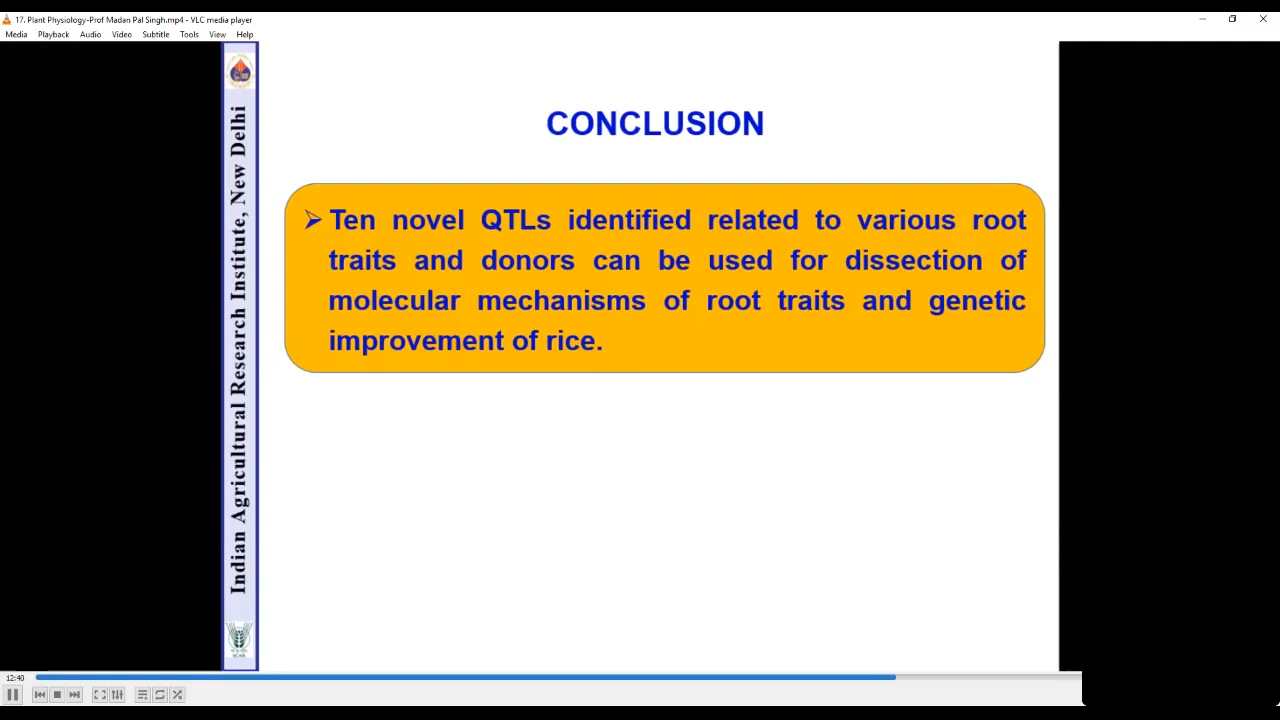 17. Plant Physiology-Prof Madan Pal Singh.mp4 - VLC media player
Media Playback Audio Video Subtitle Tools View Help
Indian Agricultural Research Institute, New Delhi
CONCLUSION
➢ Ten novel QTLs identified related to various root
traits and donors can be used for dissection of
molecular mechanisms of root traits and genetic
improvement of rice.
12:40